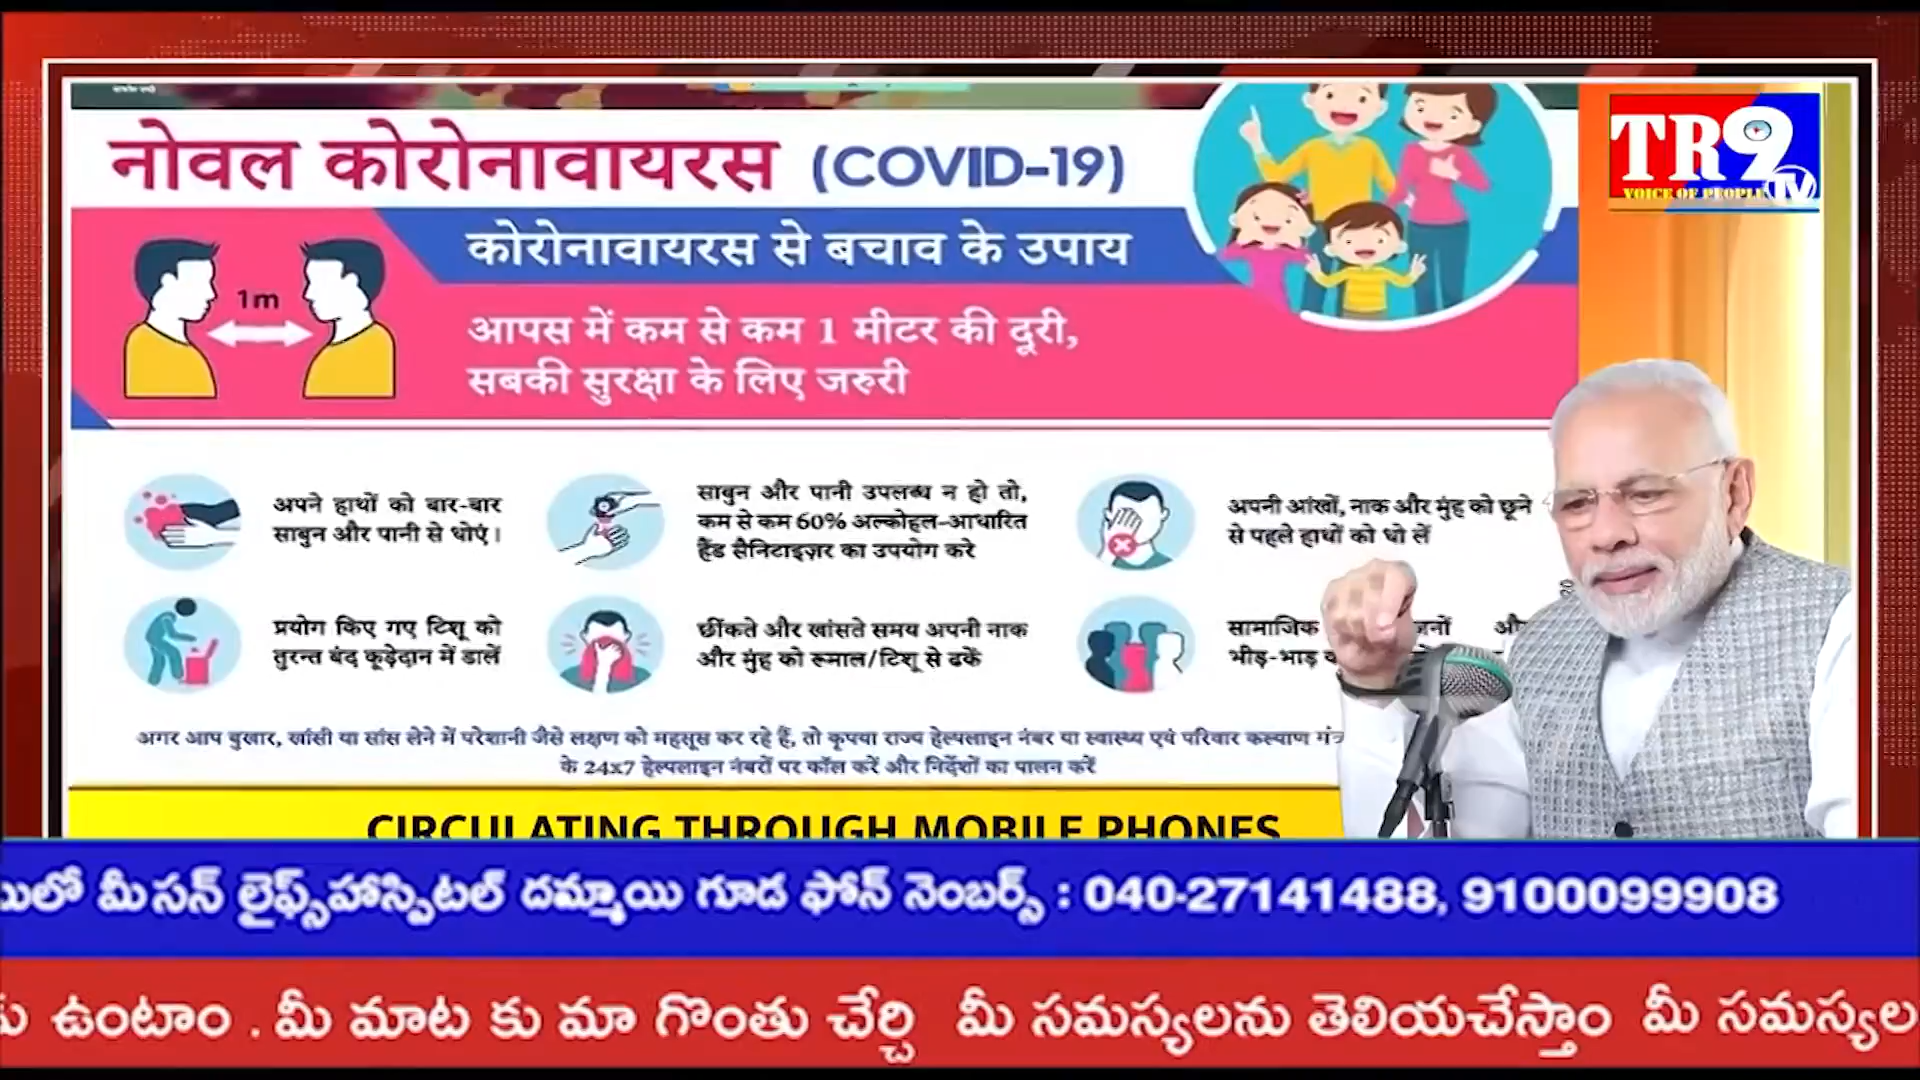 नोवल कोरोनावायरस (COVID-19)
TR9 TV
VOICE OF PEOPLE
कोरोनावायरस से बचाव के उपाय
1m
आपस में कम से कम 1 मीटर की दूरी,
सबकी सुरक्षा के लिए जरुरी
अपने हाथों को बार-बार
साबुन और पानी से धोएं।
साबुन और पानी उपलब्ध न हो तो,
कम से कम 60% अल्कोहल-आधारित
हैंड सैनिटाइज़र का उपयोग करे
अपनी आंखों, नाक और मुंह को छूने
से पहले हाथों को धो लें
प्रयोग किए गए टिशू को
तुरन्त बंद कूड़ेदान में डालें
छींकते और खांसते समय अपनी नाक
और मुंह को रूमाल/टिशू से ढकें
सामाजिक
भीड़-भाड़
अगर आप बुखार, खांसी या सांस लेने में परेशानी जैसे लक्षण को महसूस कर रहे हैं, तो कृपया राज्य हेल्पलाइन नंबर या स्वास्थ्य एवं परिवार कल्याण
के 24x7 हेल्पलाइन नंबरों पर कॉल करें और निर्देशों का पालन करें
CIRCULATING THROUGH MOBILE PHONES
మీ సన్ లైఫ్స్ హాస్పిటల్ దమ్మాయి గూడ ఫోన్ నెంబర్స్ : 040-27141488, 9100099908
ఉంటాం . మీ మాట కు మా గొంతు చేర్చి మీ సమస్యలను తెలియచేస్తాం మీ సమస్యల